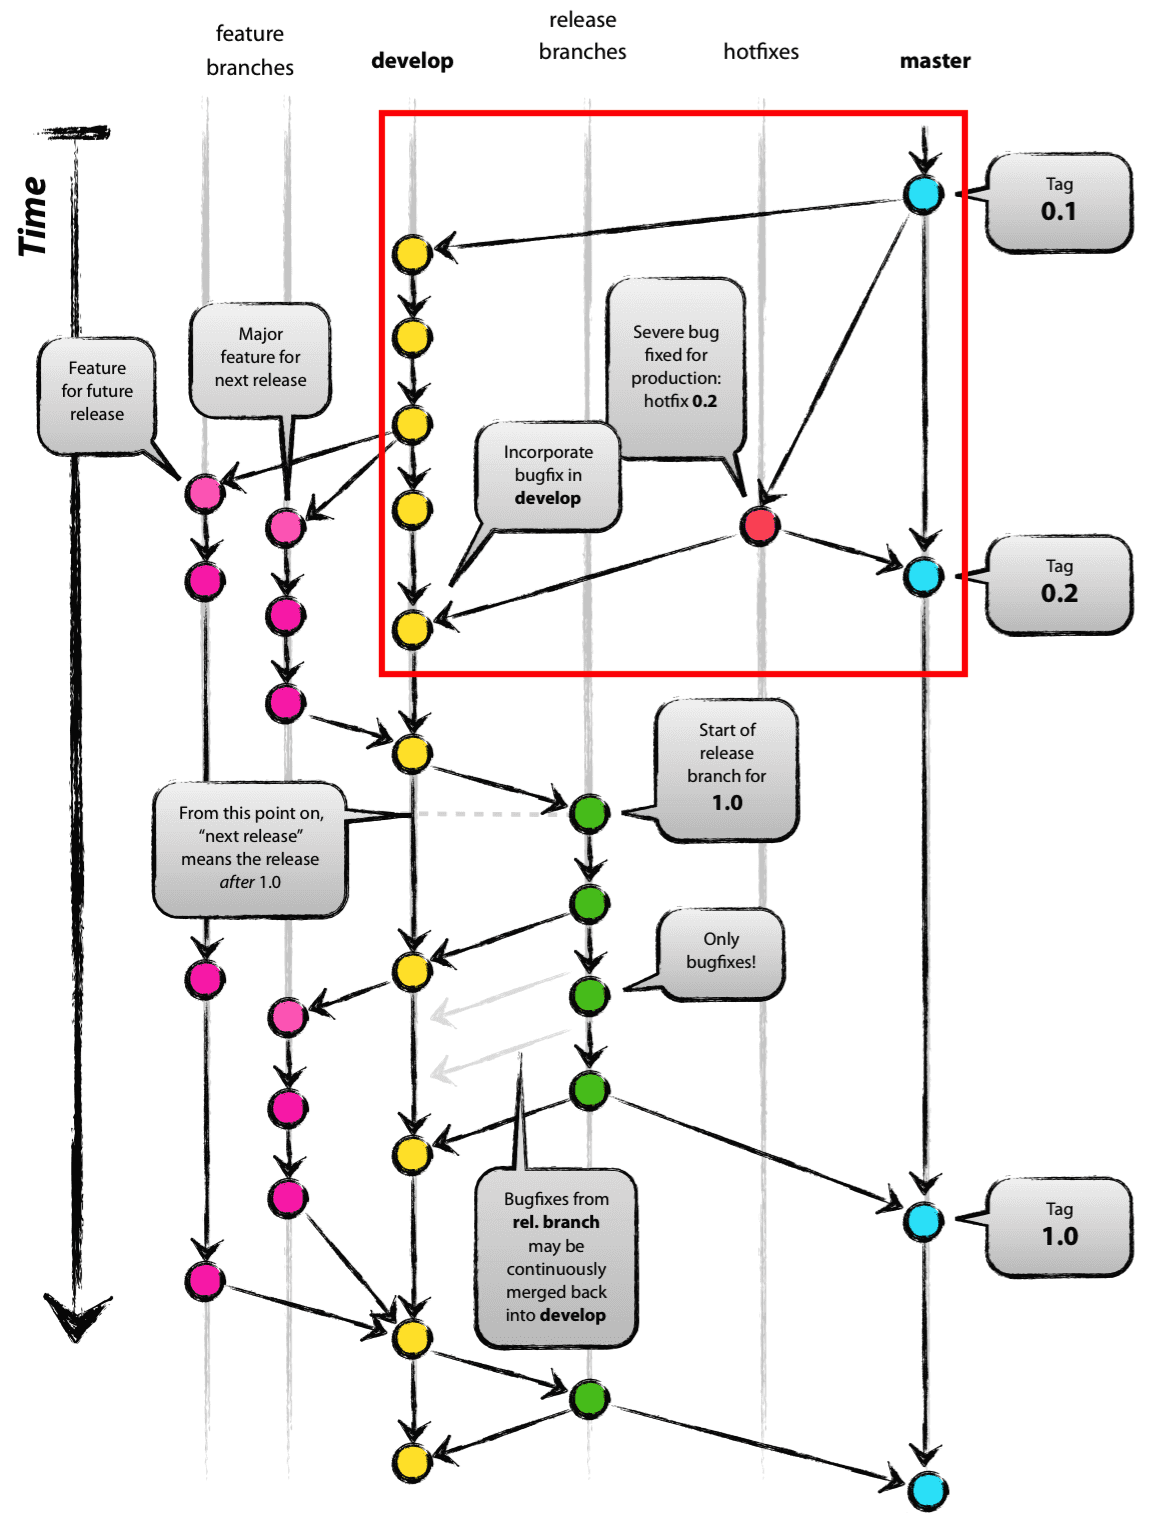 feature
branches
develop
release
branches
hotfixes
master
Time
Tag
0.1
Major
feature for
next release
Feature
for future
release
Severe bug
fixed for
production:
hotfix 0.2
Incorporate
bugfix in
develop
Tag
0.2
Start of
release
branch for
1.0
From this point on,
“next release”
means the release
after 1.0
Only
bugfixes!
Bugfixes from
rel. branch
may be
continuously
merged back
into develop
Tag
1.0